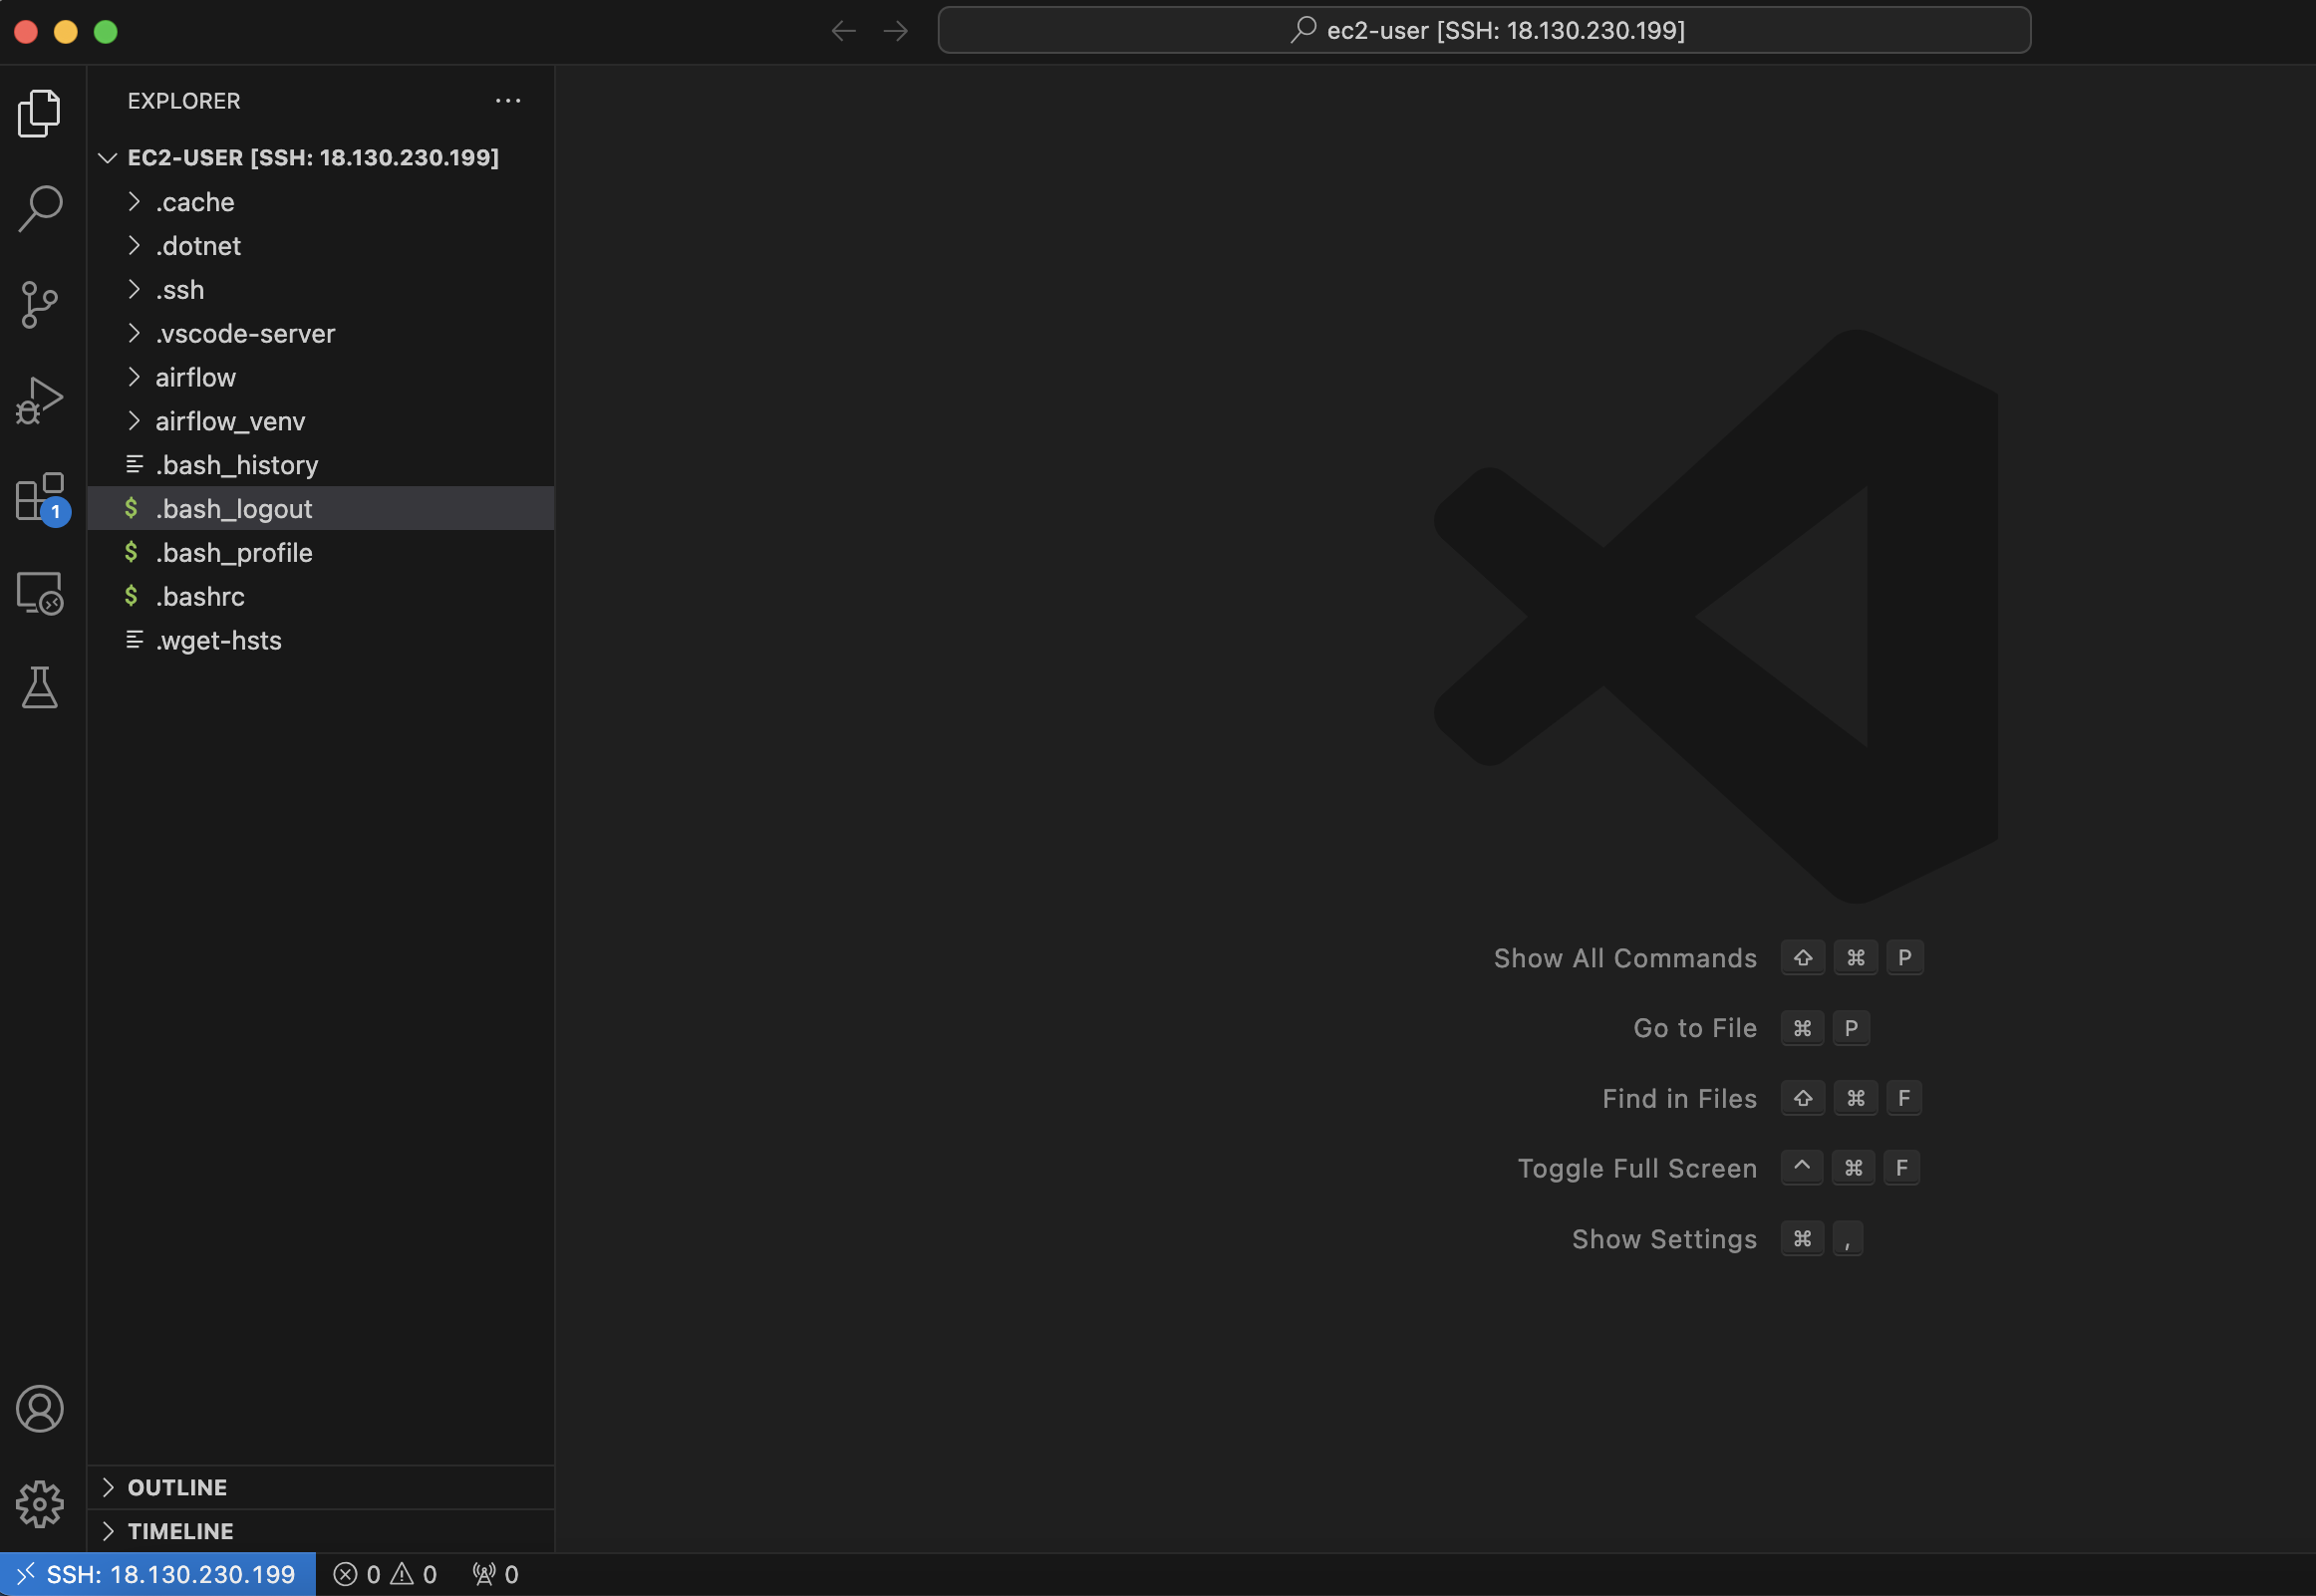 ec2-user [SSH: 18.130.230.199]
EXPLORER
EC2-USER [SSH: 18.130.230.199]
.cache
.dotnet
.ssh
.vscode-server
airflow
airflow_venv
.bash_history
1
$ .bash_logout
$ .bash_profile
$ .bashrc
.wget-hsts
Show All Commands ⇧ ⌘ P
Go to File ⌘ P
Find in Files ⇧ ⌘ F
Toggle Full Screen ^ ⌘ F
Show Settings ⌘ ,
OUTLINE
TIMELINE
SSH: 18.130.230.199 0 0 0